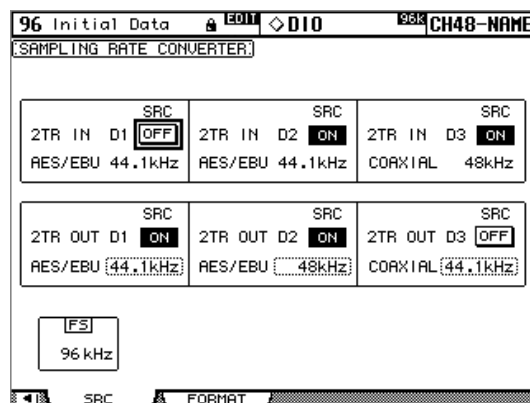 96 Initial Data EDIT ◇DIO 96k CH48-NAME
SAMPLING RATE CONVERTER
SRC SRC SRC
2TR IN D1 OFF 2TR IN D2 ON 2TR IN D3 ON
AES/EBU 44.1kHz AES/EBU 44.1kHz COAXIAL 48kHz
SRC SRC SRC
2TR OUT D1 ON 2TR OUT D2 ON 2TR OUT D3 OFF
AES/EBU 44.1kHz AES/EBU 48kHz COAXIAL 44.1kHz
FS
96 kHz
SRC FORMAT